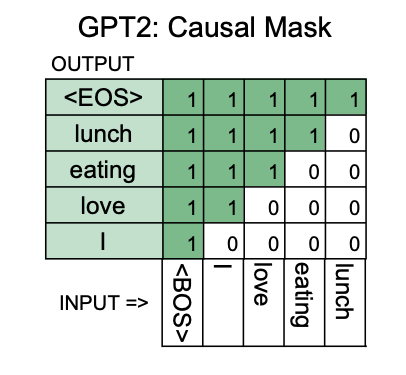 GPT2: Causal Mask
OUTPUT
<EOS> 1 1 1 1 1
lunch 1 1 1 1 0
eating 1 1 1 0 0
love 1 1 0 0 0
I 1 0 0 0 0
INPUT => <BOS> I love eating lunch